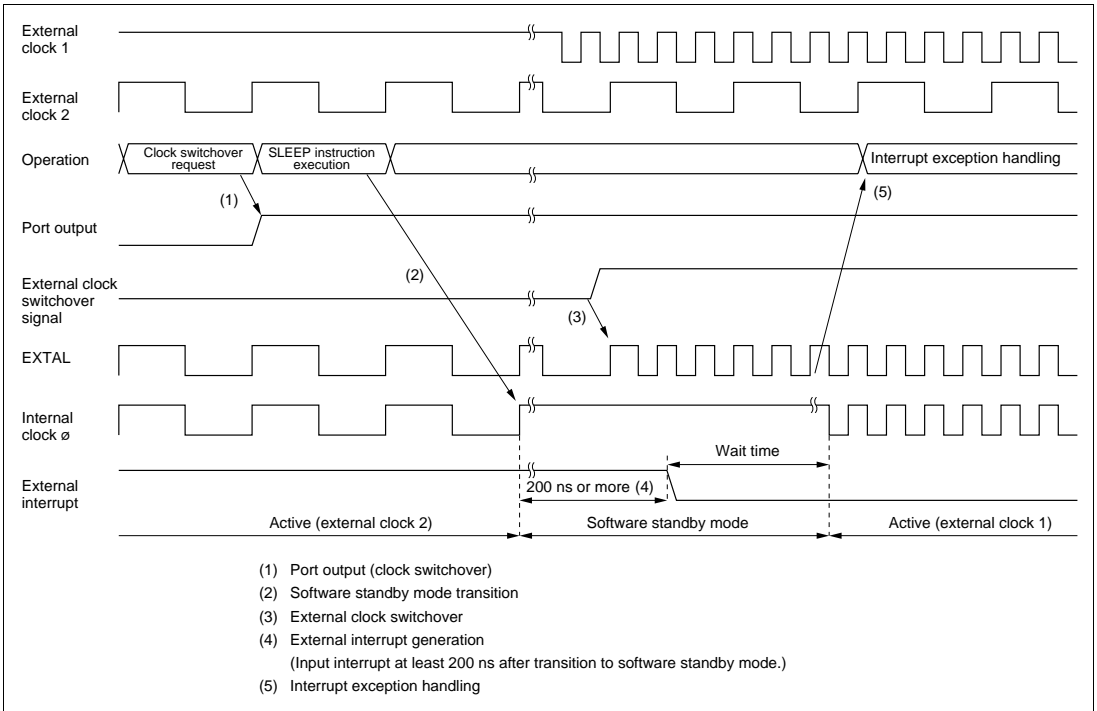 External
clock 1
External
clock 2
Operation
Clock switchover
request
SLEEP instruction
execution
Interrupt exception handling
(1)
(5)
Port output
(2)
External clock
switchover
signal
(3)
EXTAL
Internal
clock ø
Wait time
External
interrupt
200 ns or more (4)
Active (external clock 2)
Software standby mode
Active (external clock 1)
(1) Port output (clock switchover)
(2) Software standby mode transition
(3) External clock switchover
(4) External interrupt generation
(Input interrupt at least 200 ns after transition to software standby mode.)
(5) Interrupt exception handling